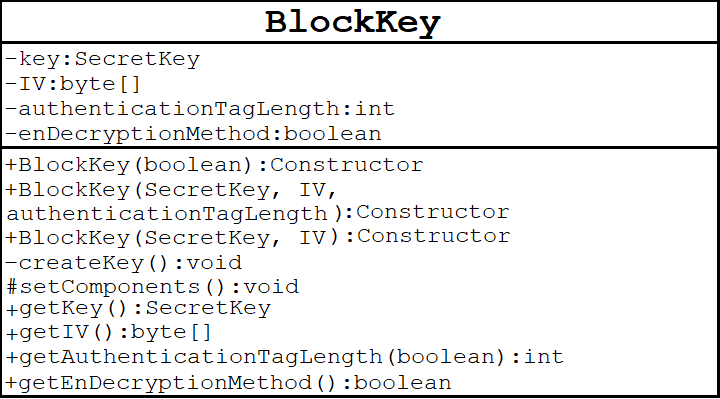 BlockKey
-key:SecretKey
-IV:byte[]
-authenticationTagLength:int
-enDecryptionMethod:boolean
+BlockKey(boolean):Constructor
+BlockKey(SecretKey, IV,
authenticationTagLength):Constructor
+BlockKey(SecretKey, IV):Constructor
-createKey():void
#setComponents():void
+getKey():SecretKey
+getIV():byte[]
+getAuthenticationTagLength(boolean):int
+getEnDecryptionMethod():boolean